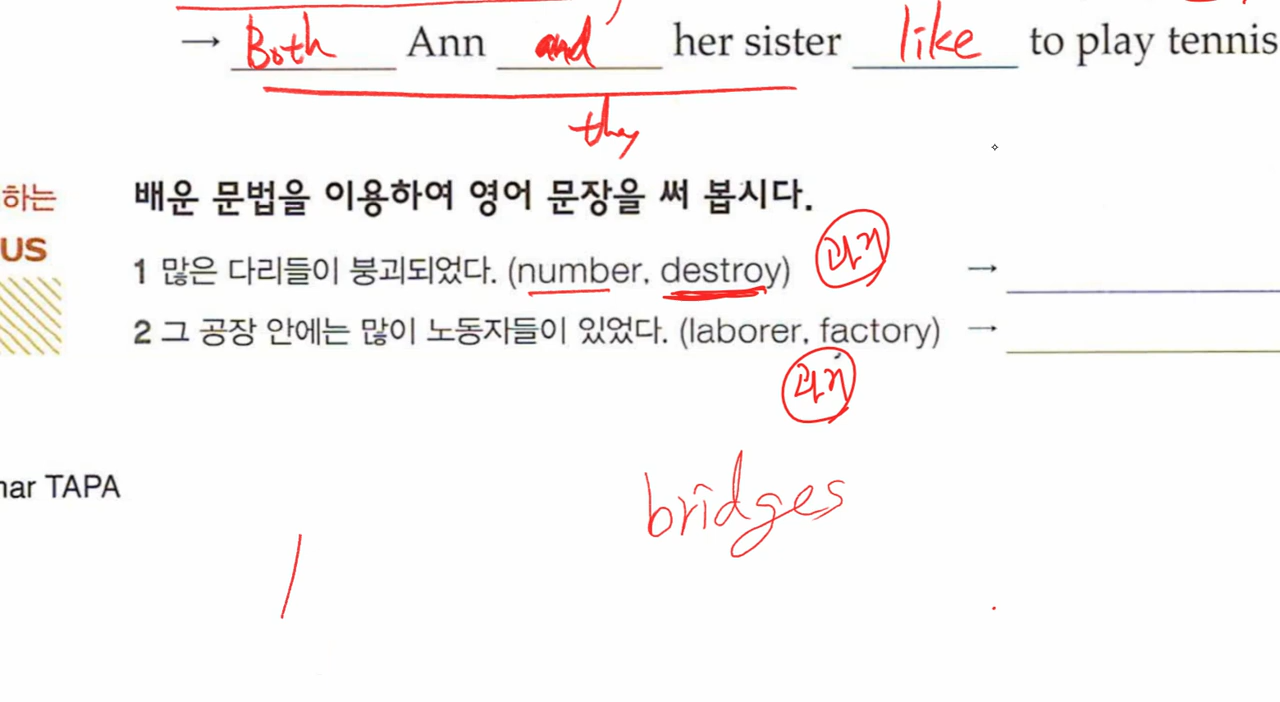 → Both Ann and her sister like to play tennis
they
하는 배운 문법을 이용하여 영어 문장을 써 봅시다.
US
1 많은 다리들이 붕괴되었다. (number, destroy) 과거 →
2 그 공장 안에는 많이 노동자들이 있었다. (laborer, factory) →
과거
nar TAPA
bridges